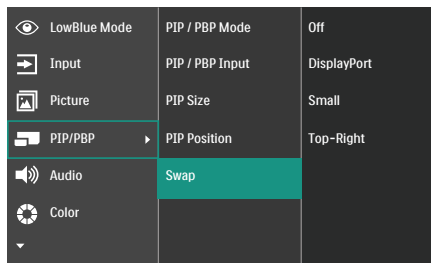 LowBlue Mode
PIP / PBP Mode
Off
Input
PIP / PBP Input
DisplayPort
Picture
PIP Size
Small
PIP/PBP
PIP Position
Top-Right
Audio
Swap
Color